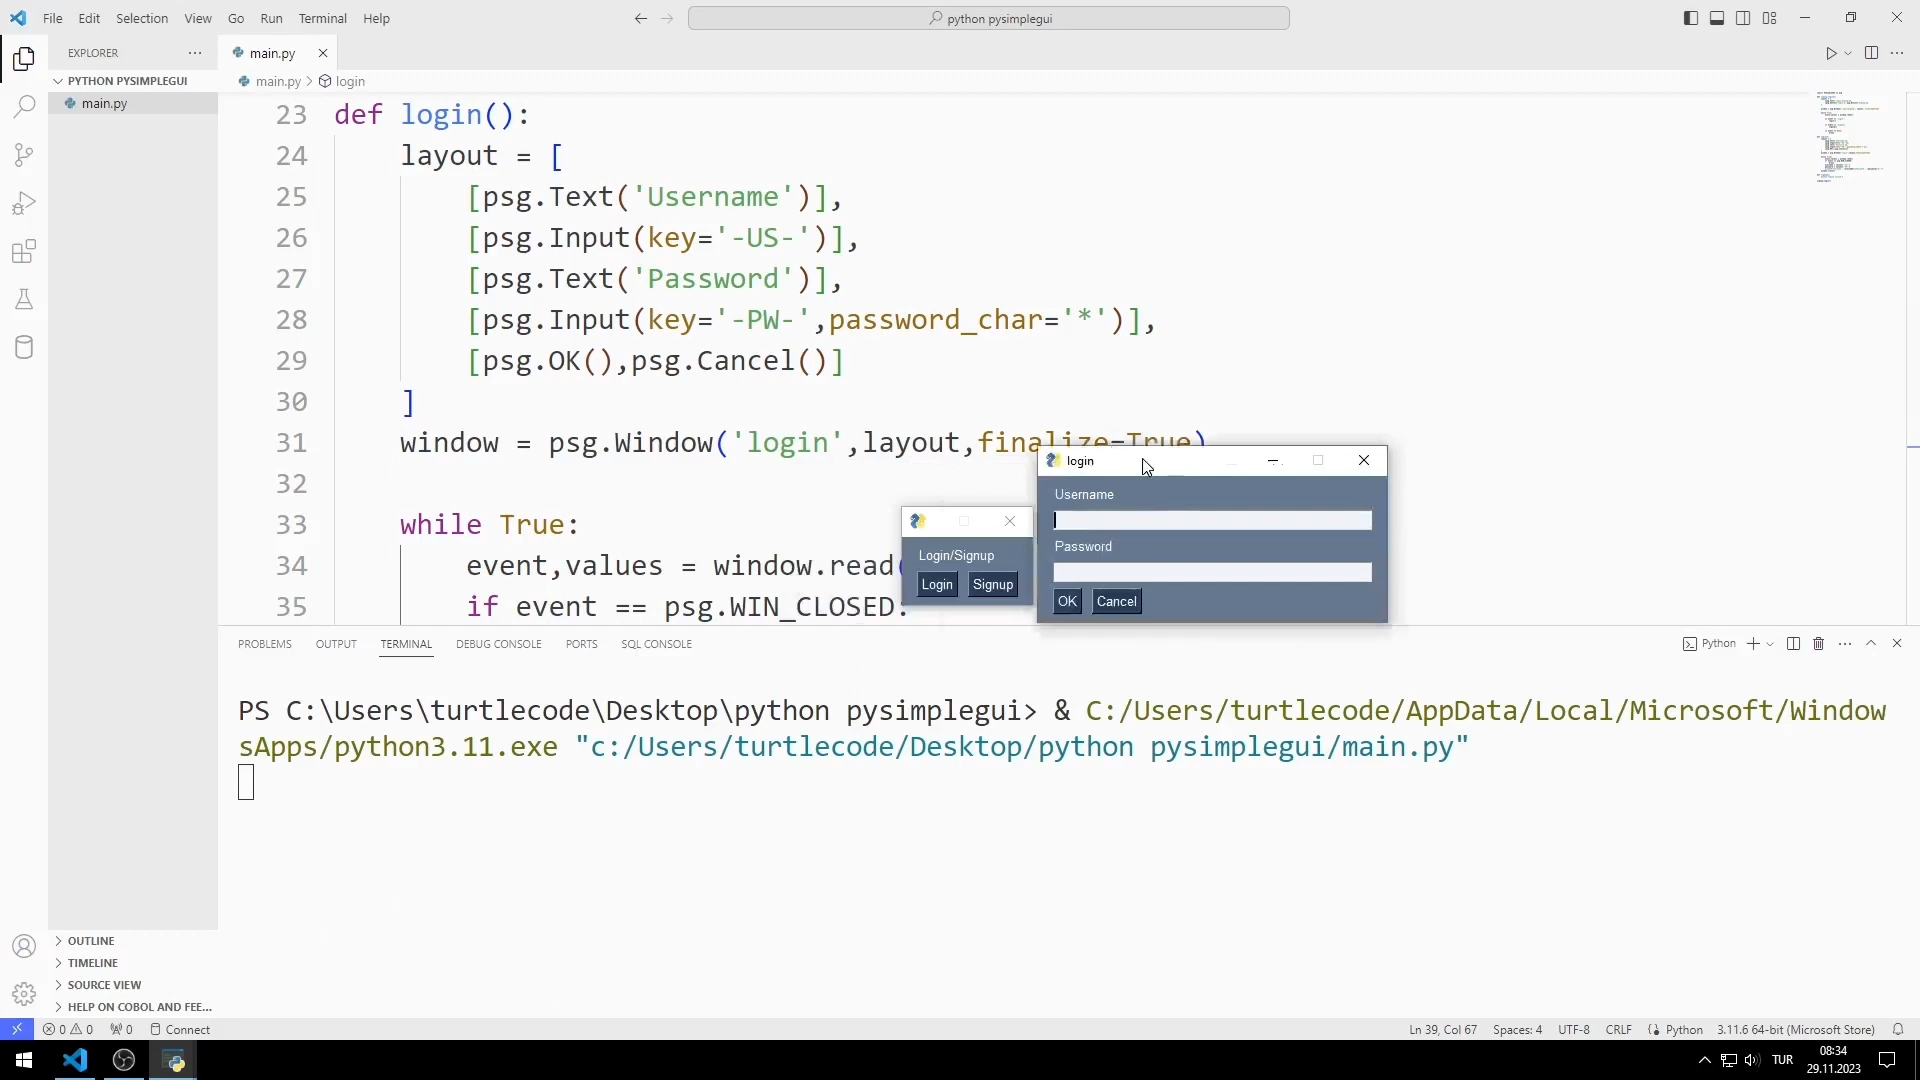 File Edit Selection View Go Run Terminal Help
python pysimplegui
EXPLORER
main.py
PYTHON PYSIMPLEGUI
main.py
main.py > login
23 def login():
24 layout = [
25 [psg.Text('Username')],
26 [psg.Input(key='-US-')],
27 [psg.Text('Password')],
28 [psg.Input(key='-PW-',password_char='*')],
29 [psg.OK(),psg.Cancel()]
30 ]
31 window = psg.Window('login',layout,finalize=True)
32
33 while True:
34 event,values = window.read(
35 if event == psg.WIN_CLOSED:
login
Username
Password
OK Cancel
Login/Signup
Login Signup
PROBLEMS OUTPUT TERMINAL DEBUG CONSOLE PORTS SQL CONSOLE
Python
PS C:\Users\turtlecode\Desktop\python pysimplegui> & C:/Users/turtlecode/AppData/Local/Microsoft/Window
sApps/python3.11.exe "c:/Users/turtlecode/Desktop/python pysimplegui/main.py"
OUTLINE
TIMELINE
SOURCE VIEW
HELP ON COBOL AND FEE...
0 0 0 Connect
Ln 39, Col 67 Spaces: 4 UTF-8 CRLF Python 3.11.6 64-bit (Microsoft Store)
TUR
08:34
29.11.2023